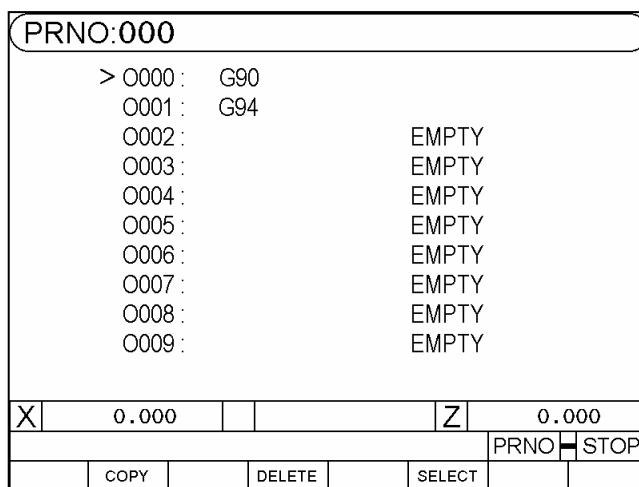 PRNO:000
> O000 : G90
O001 : G94
O002 : EMPTY
O003 : EMPTY
O004 : EMPTY
O005 : EMPTY
O006 : EMPTY
O007 : EMPTY
O008 : EMPTY
O009 : EMPTY
X 0.000 Z 0.000
PRNO STOP
COPY DELETE SELECT